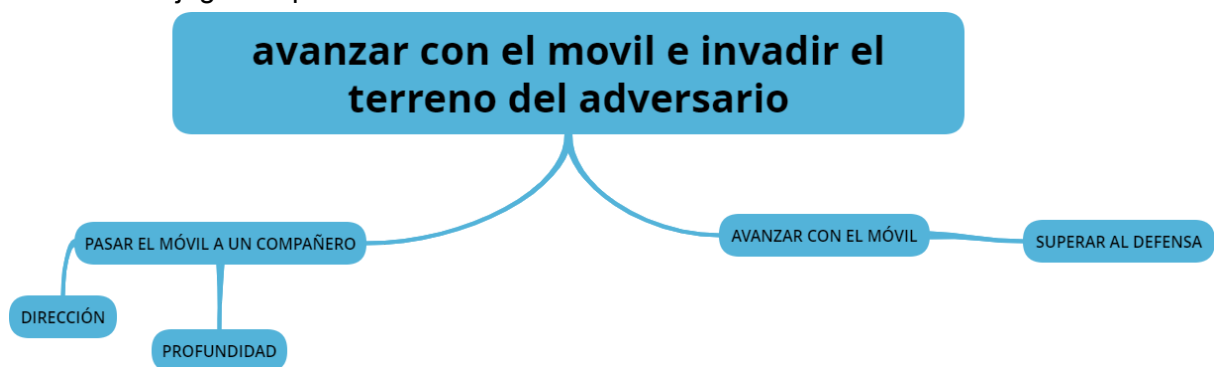 avanzar con el movil e invadir el
terreno del adversario
PASAR EL MÓVIL A UN COMPAÑERO
AVANZAR CON EL MÓVIL
SUPERAR AL DEFENSA
DIRECCIÓN
PROFUNDIDAD